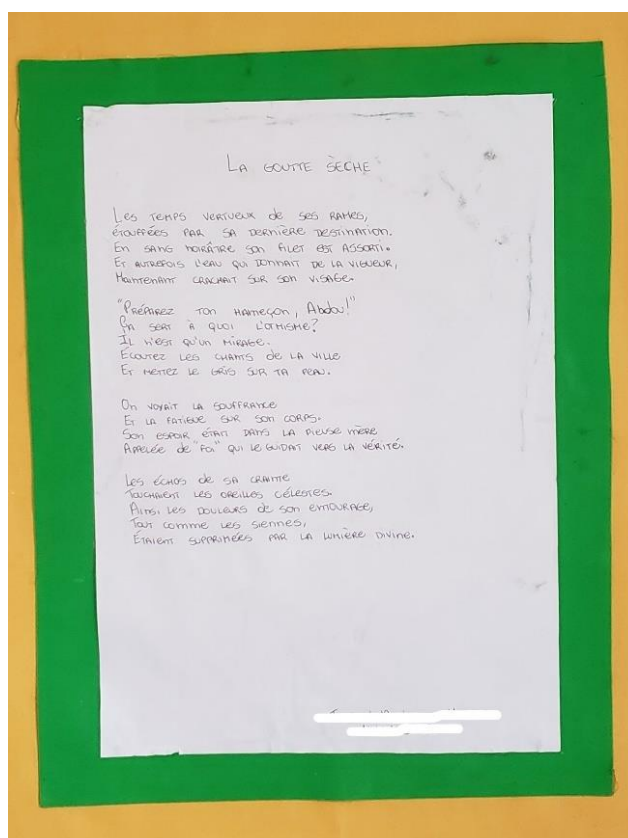 LA GOUTTE SÈCHE
Les temps vertueux de ses rames,
étouffées par sa dernière destination.
En sang noirâtre son filet est assorti.
Et autrefois l'eau qui donnait de la vigueur,
Maintenant crachait sur son visage.
"Préparez ton hameçon, Abdou!"
Ça sert à quoi
Il n'est qu'un mirage.
Écoutez les chants de la ville
Et mettez le gris sur ta peau.
On voyait la souffrance
Et la fatigue sur son corps.
Son espoir était dans la pieuse mère
Appelée de "foi" qui le guidat vers la vérité.
Les échos de sa crainte
Touchaient les oreilles célestes.
Ainsi les douleurs de son entourage,
Tout comme les siennes,
Étaient supprimées par la lumière divine.